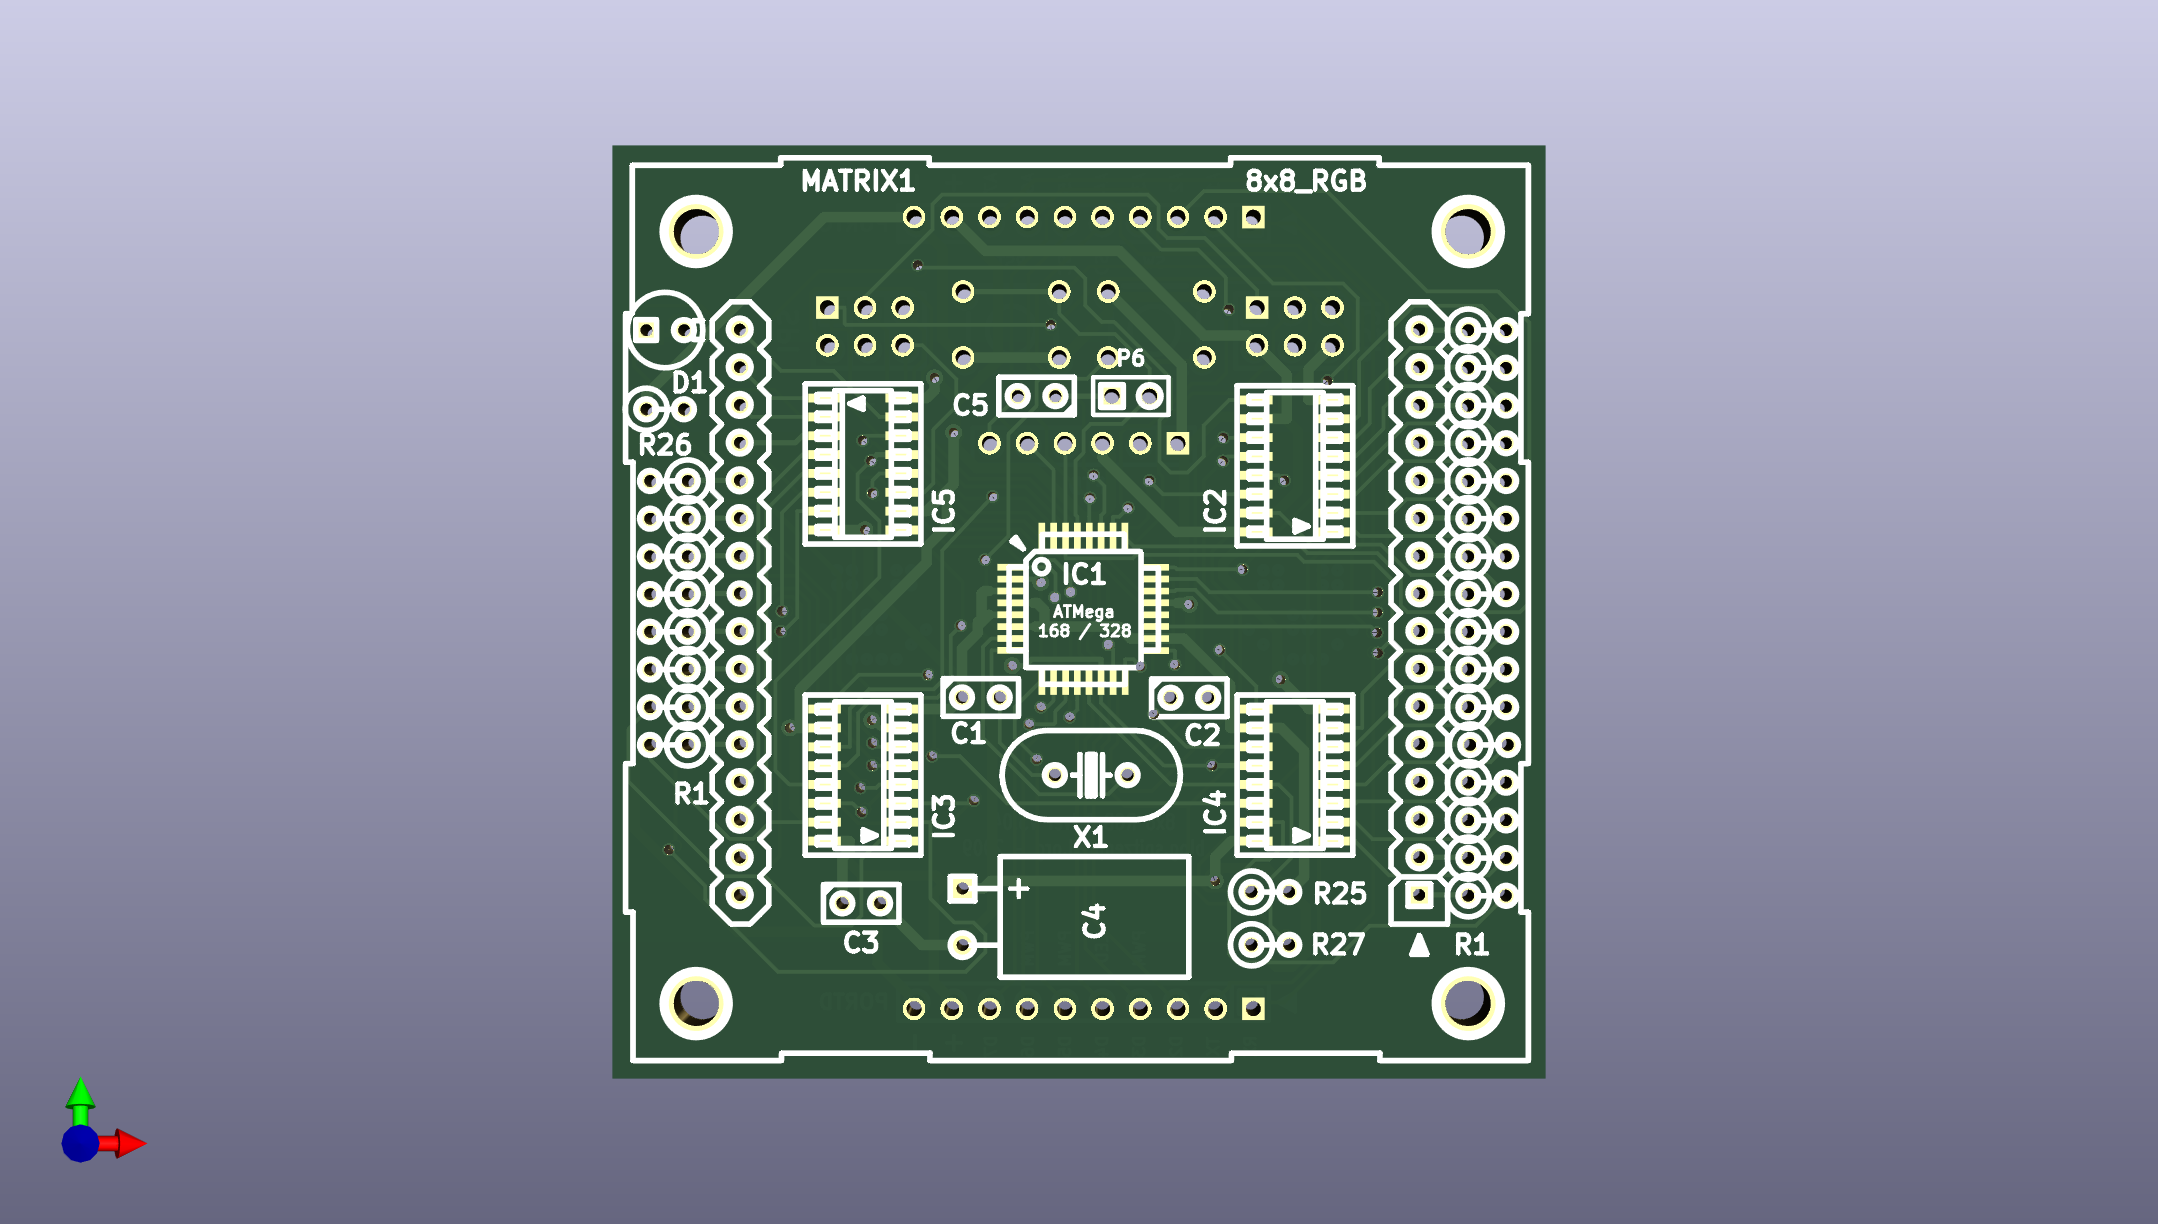 MATRIX1
8x8_RGB
P6
D1
C5
R26
IC5
IC2
IC1
ATMega
168 / 328
C1
C2
R1
IC3
IC4
X1
+
C4
R25
C3
R27
R1